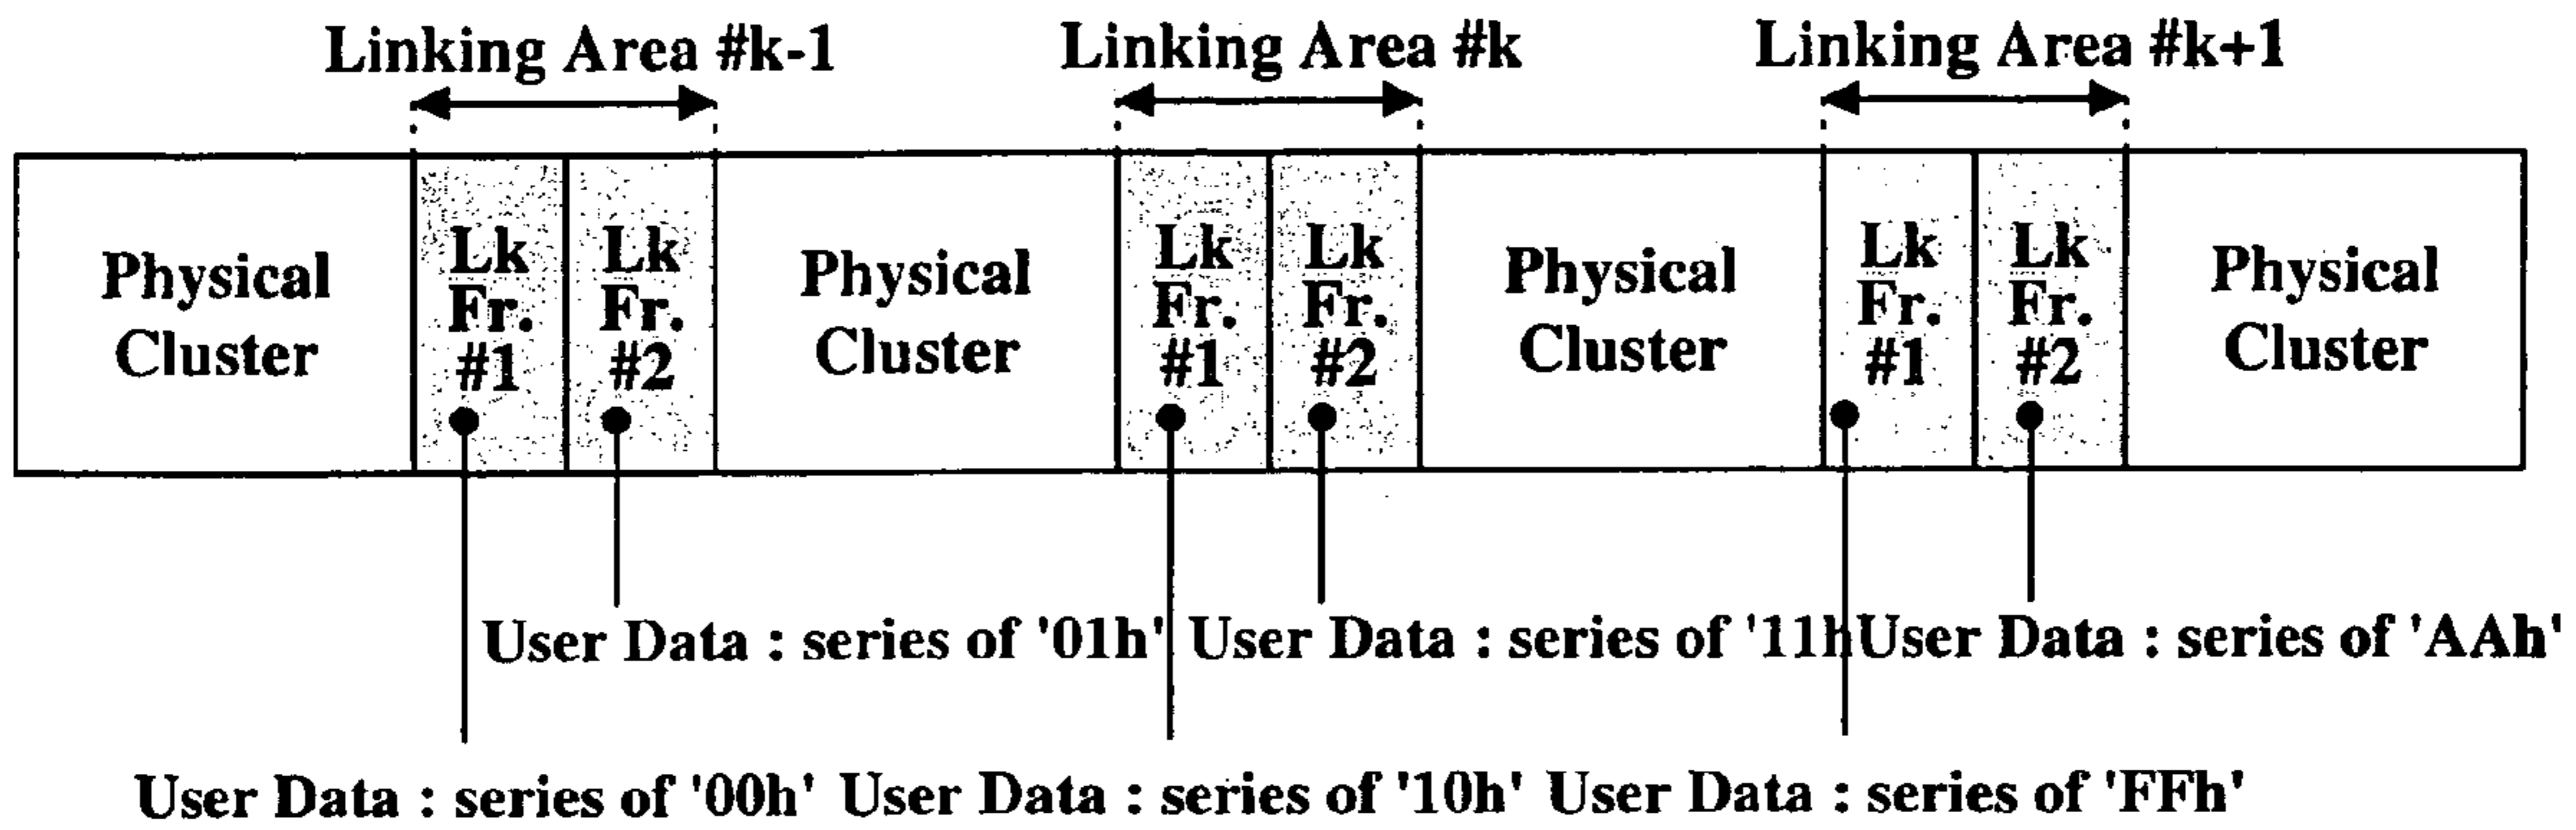 Linking Area #k-1 Linking Area #k Linking Area #k+1
Physical Cluster
Lk Fr. #1
Lk Fr. #2
Physical Cluster
Lk Fr. #1
Lk Fr. #2
Physical Cluster
Lk Fr. #1
Lk Fr. #2
Physical Cluster
User Data : series of '01h' User Data : series of '11h User Data : series of 'AAh'
User Data : series of '00h' User Data : series of '10h' User Data : series of 'FFh'